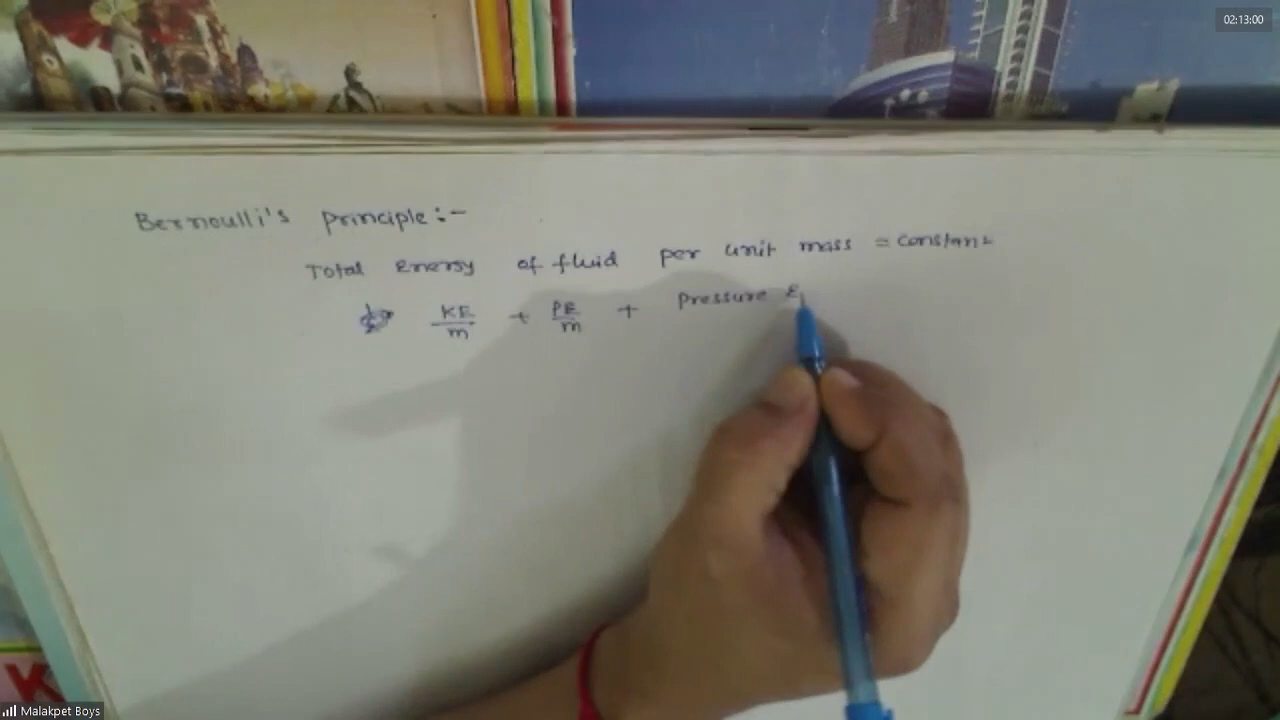 02:13:00
Bernoulli's principle:-
Total Energy of fluid per unit mass = constant
KE/m + PE/m + Pressure E
K
Malakpet Boys